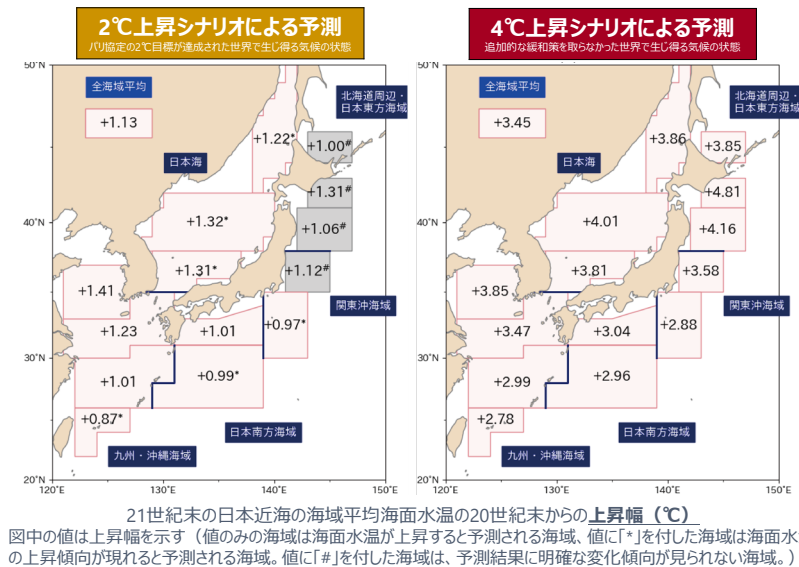 2℃上昇シナリオによる予測
パリ協定の2℃目標が達成された世界で生じ得る気候の状態
4℃上昇シナリオによる予測
追加的な緩和策を取らなかった世界で生じ得る気候の状態
50°N
全海域平均
+1.13
北海道周辺・
日本東方海域
+1.22*
+1.00#
日本海
+1.31#
40°N
+1.32*
+1.06#
+1.31*
+1.12#
+1.41
関東沖海域
+1.23
+1.01
+0.97*
30°N
+1.01
+0.99*
+0.87*
日本南方海域
九州・沖縄海域
20°N
120°E
130°E
140°E
150°E
50°N
全海域平均
+3.45
北海道周辺・
日本東方海域
+3.86
+3.85
日本海
+4.81
40°N
+4.01
+4.16
+3.81
+3.58
+3.85
関東沖海域
+3.47
+3.04
+2.88
30°N
+2.99
+2.96
+2.78
日本南方海域
九州・沖縄海域
20°N
120°E
130°E
140°E
150°E
21世紀末の日本近海の海域平均海面水温の20世紀末からの上昇幅（℃）
図中の値は上昇幅を示す（値のみの海域は海面水温が上昇すると予測される海域、値に「*」を付した海域は海面水
の上昇傾向が現れると予測される海域。値に「#」を付した海域は、予測結果に明確な変化傾向が見られない海域。）